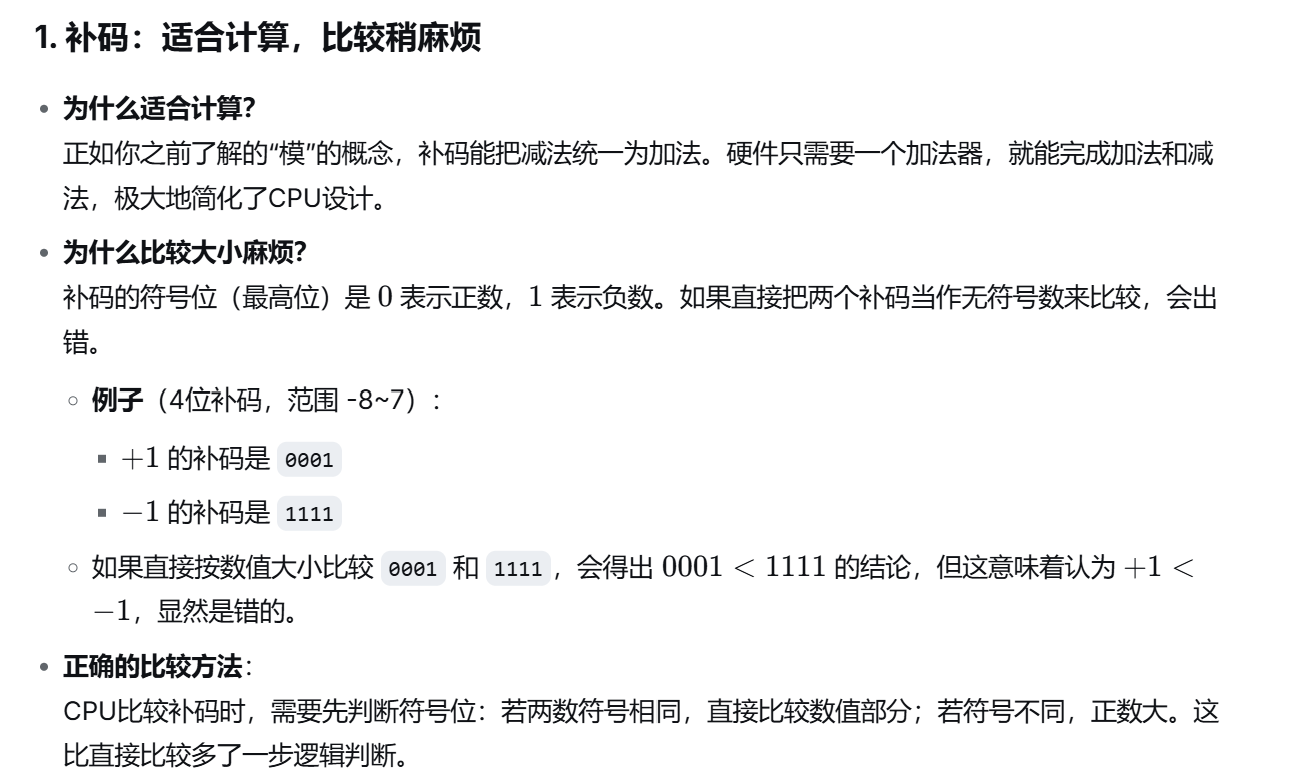 1. 补码：适合计算，比较稍麻烦
• 为什么适合计算？
正如你之前了解的“模”的概念，补码能把减法统一为加法。硬件只需要一个加法器，就能完成加法和减
法，极大地简化了CPU设计。
• 为什么比较大小麻烦？
补码的符号位（最高位）是 0 表示正数，1 表示负数。如果直接把两个补码当作无符号数来比较，会出
错。
○ 例子（4位补码，范围 -8~7）：
▪ +1 的补码是 0001
▪ −1 的补码是 1111
○ 如果直接按数值大小比较 0001 和 1111，会得出 0001 < 1111 的结论，但这意味着认为 +1 <
−1，显然是错的。
• 正确的比较方法：
CPU比较补码时，需要先判断符号位：若两数符号相同，直接比较数值部分；若符号不同，正数大。这
比直接比较多了一步逻辑判断。